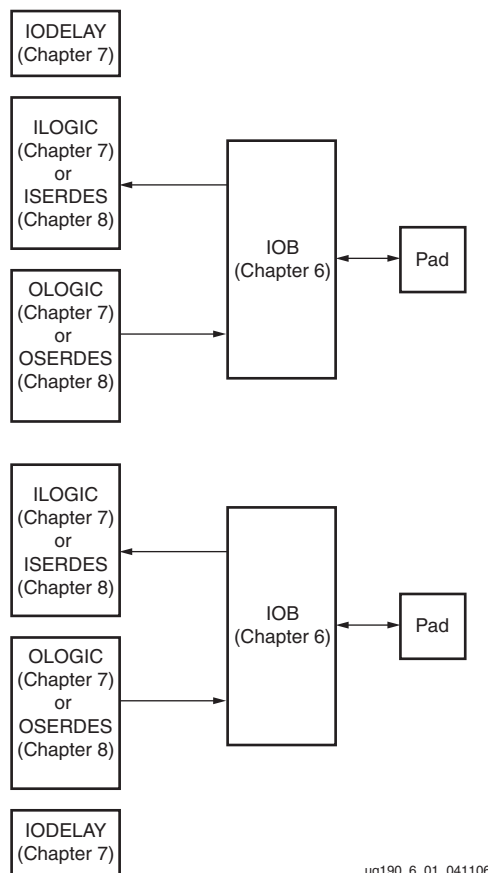 IODELAY
(Chapter 7)
ILOGIC
(Chapter 7)
or
ISERDES
(Chapter 8)
OLOGIC
(Chapter 7)
or
OSERDES
(Chapter 8)
IOB
(Chapter 6)
Pad
ILOGIC
(Chapter 7)
or
ISERDES
(Chapter 8)
OLOGIC
(Chapter 7)
or
OSERDES
(Chapter 8)
IOB
(Chapter 6)
Pad
IODELAY
(Chapter 7)
ug190_6_01_041106